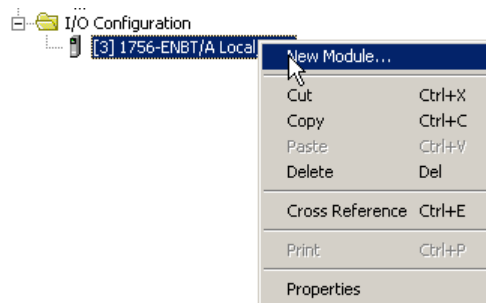 I/O Configuration
[3] 1756-ENBT/A Local
New Module...
Cut Ctrl+X
Copy Ctrl+C
Paste Ctrl+V
Delete Del
Cross Reference Ctrl+E
Print Ctrl+P
Properties